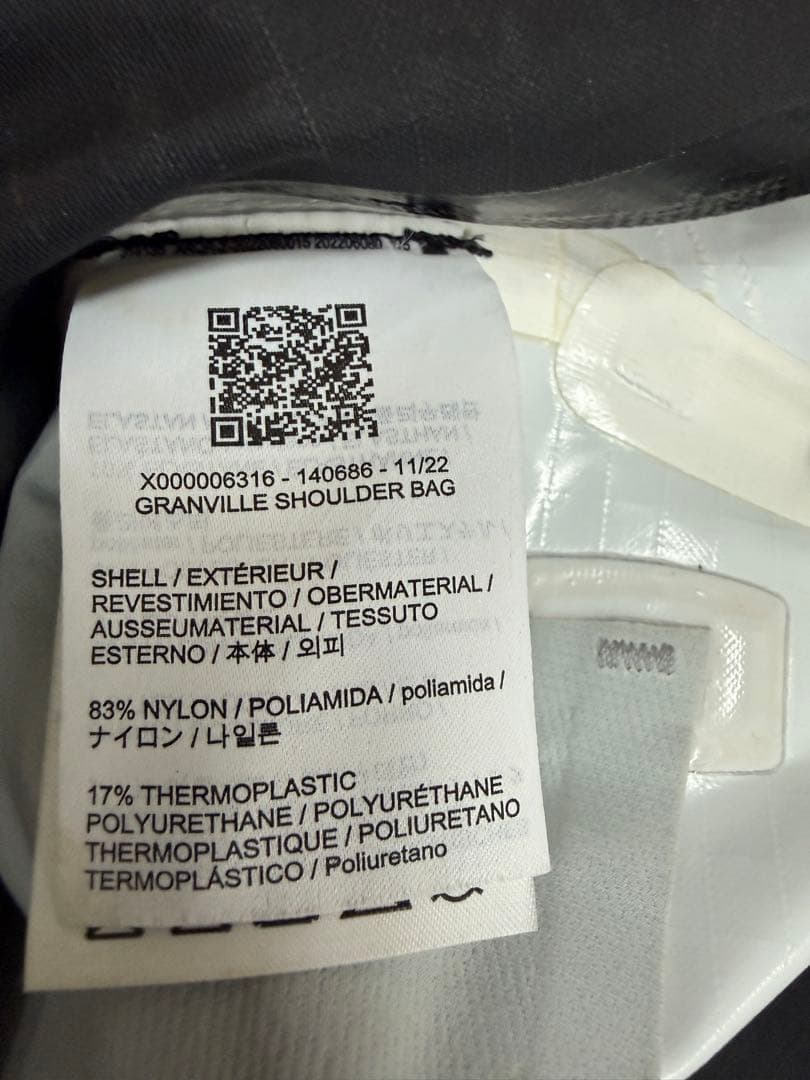 X000006316 - 140686 - 11/22
GRANVILLE SHOULDER BAG
SHELL / EXTÉRIEUR /
REVESTIMIENTO / OBERMATERIAL /
AUSSEUMATERIAL / TESSUTO
ESTERNO / 本体 / 외피
83% NYLON / POLIAMIDA / poliamida /
ナイロン / 나일론
17% THERMOPLASTIC
POLYURETHANE / POLYURÉTHANE
THERMOPLASTIQUE / POLIURETANO
TERMOPLÁSTICO / Poliuretano